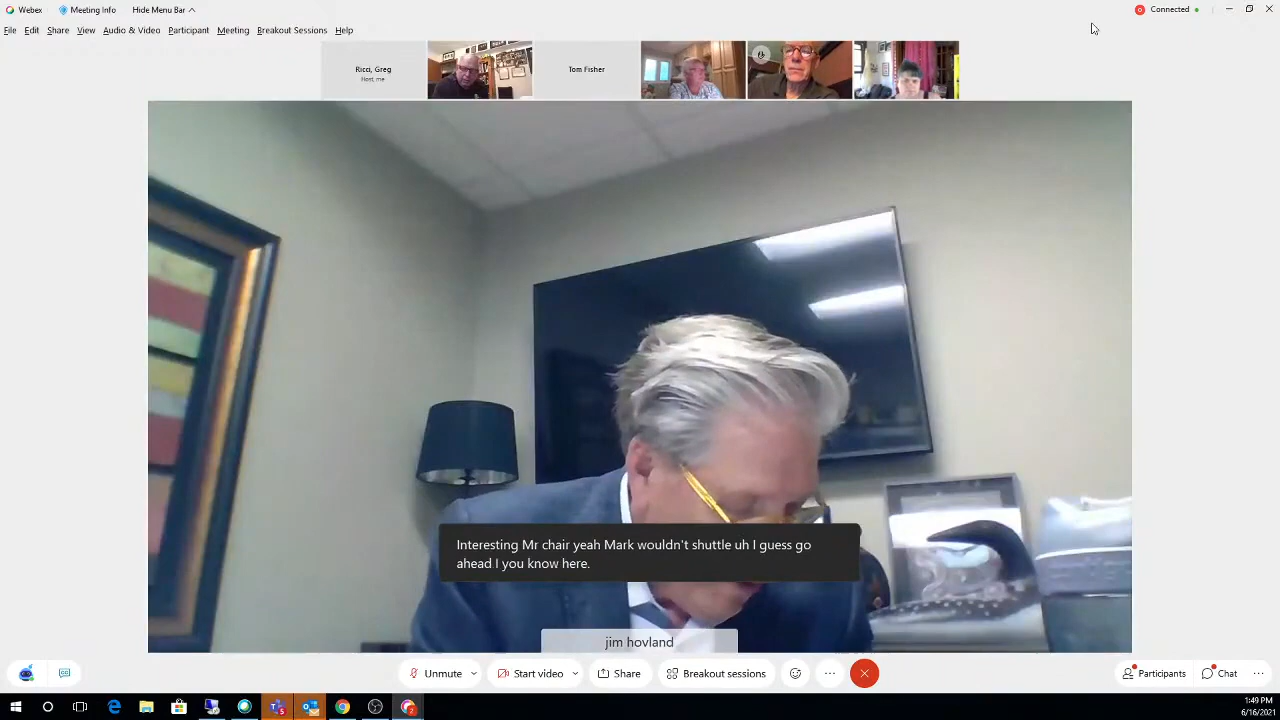 Webex Meeting Info Hide Menu Bar Connected
File Edit Share View Audio & Video Participant Meeting Breakout Sessions Help
Ricci, Greg
Host, me
Tom Fisher
Interesting Mr chair yeah Mark wouldn't shuttle uh I guess go
ahead I you know here.
jim hovland
Unmute Start video Share Breakout sessions Participants Chat
1:49 PM
6/16/2021